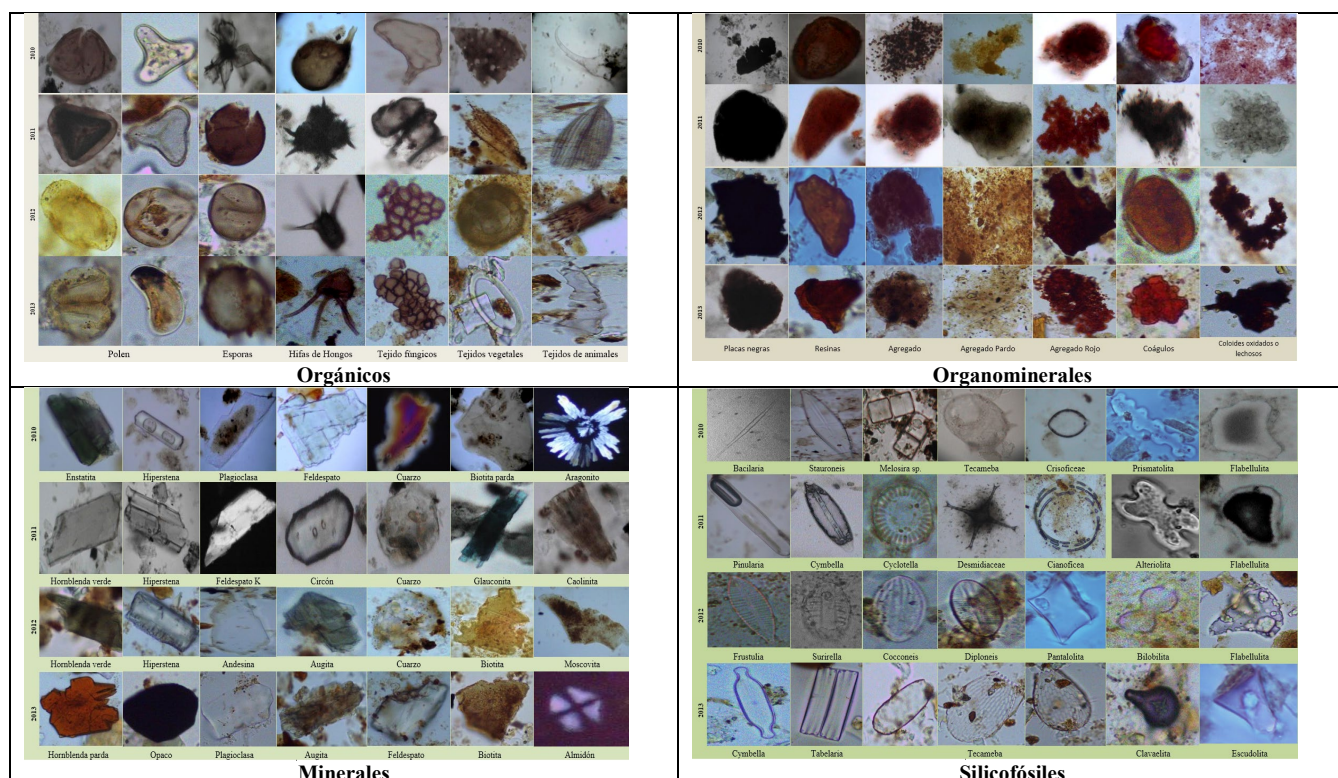 2010
2011
2012
2013
Polen Esporas Hifas de Hongos Tejido fúngicos Tejidos vegetales Tejidos de animales
Orgánicos
2010
2011
2012
2013
Placas negras Resinas Agregado Agregado Pardo Agregado Rojo Coágulos Coloides oxidados o lechosos
Organominerales
2010
Enstatita Hiperstena Plagioclasa Feldespato Cuarzo Biotita parda Aragonito
2011
Hornblenda verde Hiperstena Feldespato K Circón Cuarzo Glauconita Caolinita
2012
Hornblenda verde Hiperstena Andesina Augita Cuarzo Biotita Moscovita
2013
Hornblenda parda Opaco Plagioclasa Augita Feldespato Biotita Almidón
Minerales
2010
Bacilaria Stauroneis Melosira sp. Tecameba Crisoficeae Prismatolita Flabellulita
2011
Pinularia Cymbella Cyclotella Desmidiaceae Cianoficea Alteriolita Flabellulita
2012
Frustulia Surirella Cocconeis Diploneis Pantalolita Bilobilita Flabellulita
2013
Cymbella Tabelaria Tecameba Clavaelita Escudolita
Silicofósiles